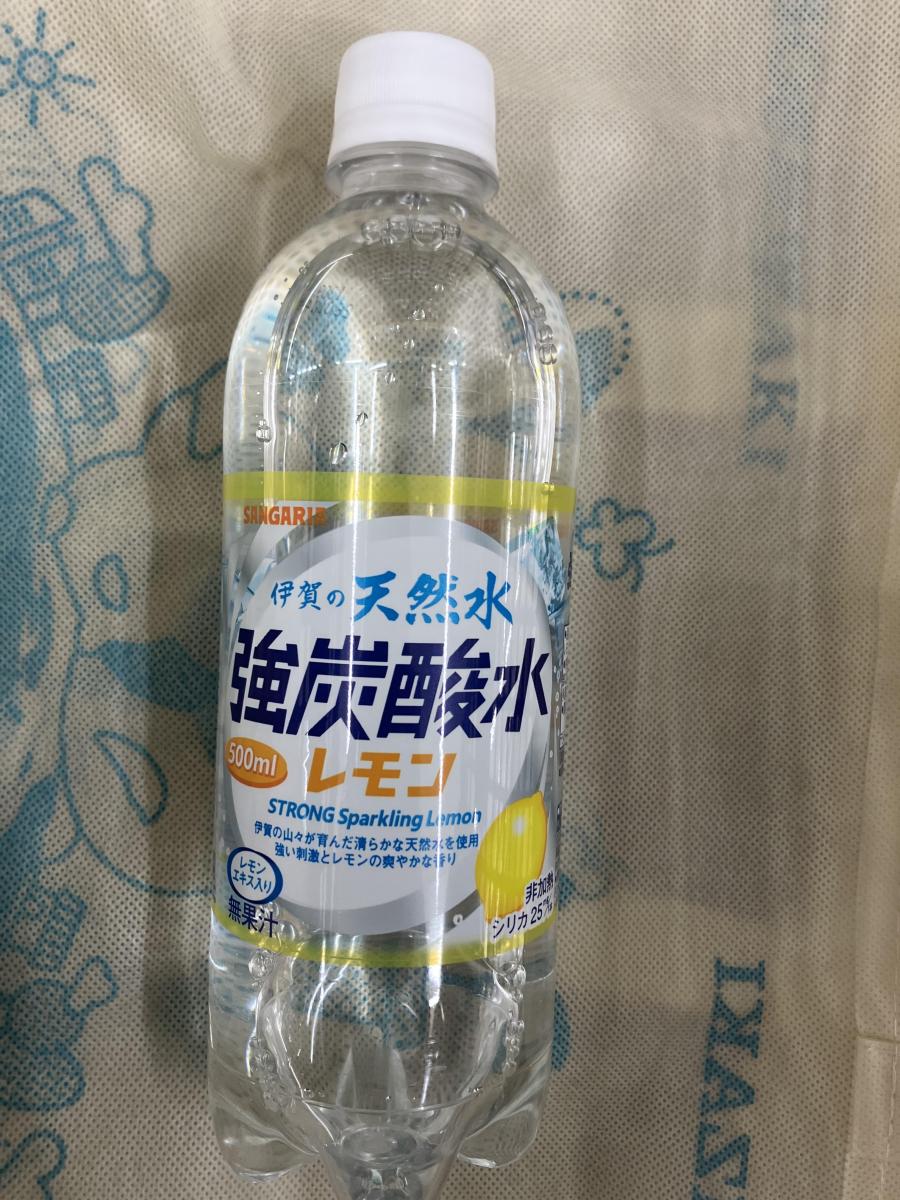 SANGARIA
伊賀の天然水
強炭酸水
500ml
レモン
STRONG Sparkling Lemon
伊賀の山々が育んだ清らかな天然水を使用
強い刺激とレモンの爽やかな香り
レモン
エキス入り
無果汁
非加熱
シリカ25